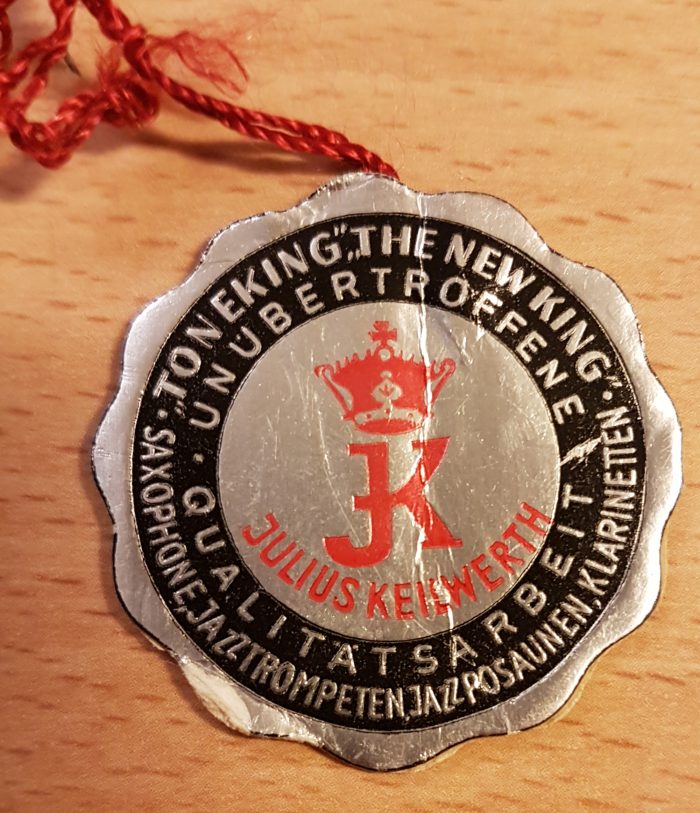 „TONEKING”„THE NEW KING”
· SAXOPHONE, JAZZTROMPETEN, JAZZPOSAUNEN, KLARINETTEN ·
UNÜBERTROFFENE
· QUALITÄTSARBEIT
JK
JULIUS KEILWERTH